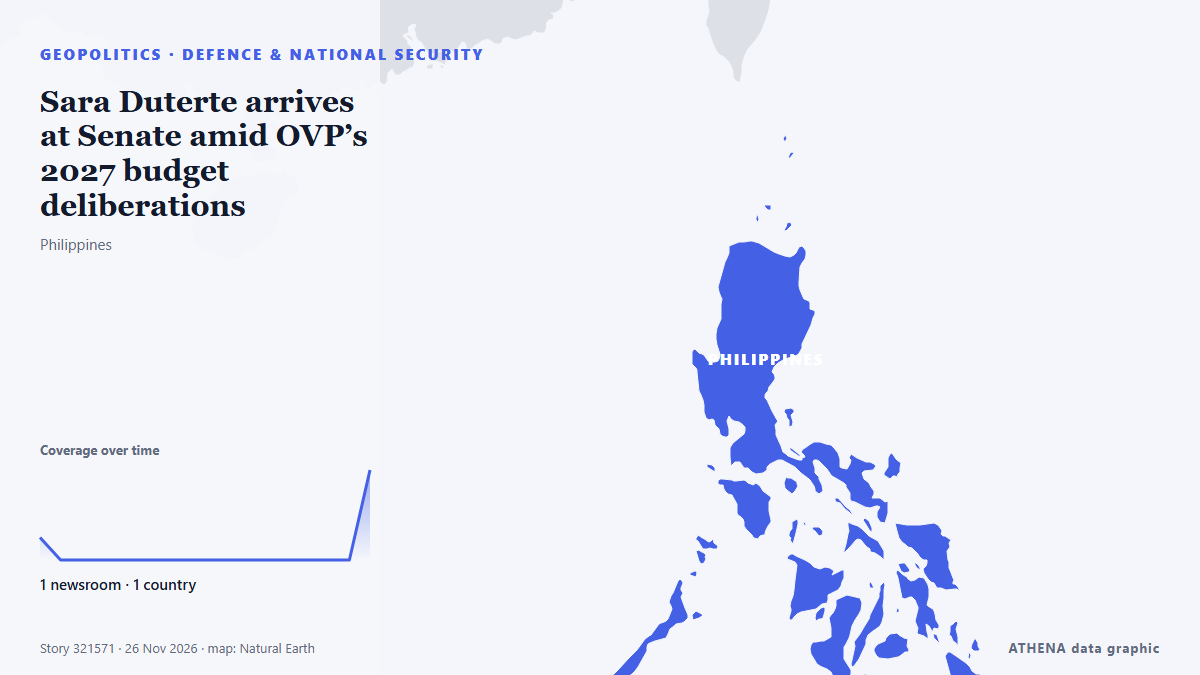 GEOPOLITICS · DEFENCE & NATIONAL SECURITY
Sara Duterte arrives
at Senate amid OVP’s
2027 budget
deliberations
Philippines
PHILIPPINES
Coverage over time
1 newsroom · 1 country
Story 321571 · 26 Nov 2026 · map: Natural Earth
ATHENA data graphic